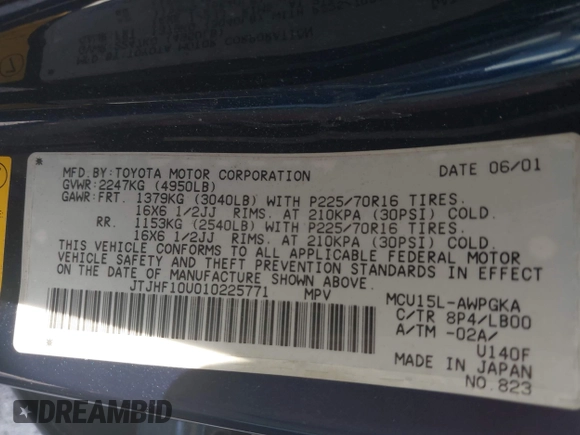 MFD.BY:TOYOTA MOTOR CORPORATION DATE 06/01
GVWR:2247KG (4950LB)
GAWR:FRT. 1379KG (3040LB) WITH P225/70R16 TIRES.
16X6 1/2JJ RIMS. AT 210KPA (30PSI) COLD.
RR. 1153KG (2540LB) WITH P225/70R16 TIRES.
16X6 1/2JJ RIMS. AT 210KPA (30PSI) COLD.
THIS VEHICLE CONFORMS TO ALL APPLICABLE FEDERAL MOTOR
VEHICLE SAFETY AND THEFT PREVENTION STANDARDS IN EFFECT
ON THE DATE OF MANUFACTURE SHOWN ABOVE.
JTJHF10U010225771 MPV MCU15L-AWPGKA
C/TR 8P4/LB00
A/TM -02A/
U140F
MADE IN JAPAN
NO.823
DREAMBID